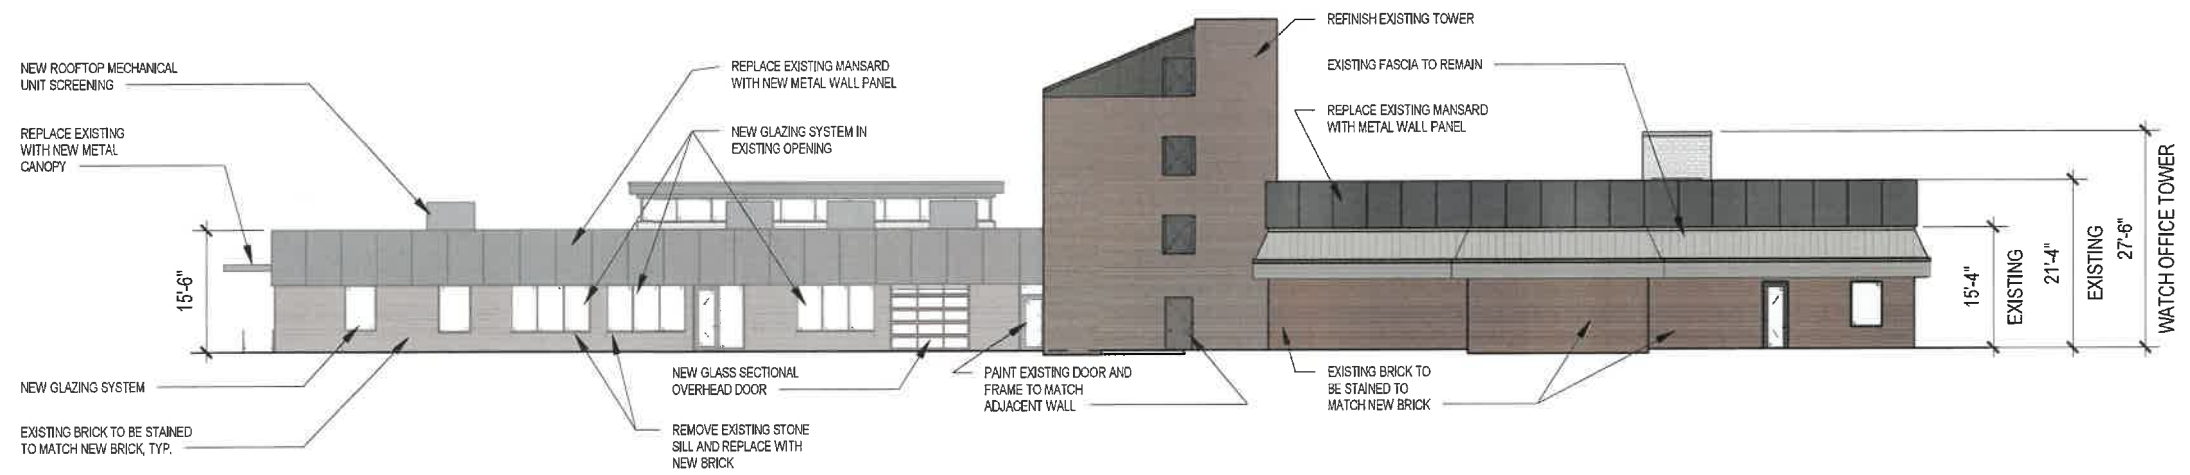 NEW ROOFTOP MECHANICAL
UNIT SCREENING
REPLACE EXISTING
WITH NEW METAL
CANOPY
15'-6"
NEW GLAZING SYSTEM
EXISTING BRICK TO BE STAINED
TO MATCH NEW BRICK, TYP.
REPLACE EXISTING MANSARD
WITH NEW METAL WALL PANEL
NEW GLAZING SYSTEM IN
EXISTING OPENING
NEW GLASS SECTIONAL
OVERHEAD DOOR
REMOVE EXISTING STONE
SILL AND REPLACE WITH
NEW BRICK
PAINT EXISTING DOOR AND
FRAME TO MATCH
ADJACENT WALL
REFINISH EXISTING TOWER
EXISTING FASCIA TO REMAIN
REPLACE EXISTING MANSARD
WITH METAL WALL PANEL
EXISTING BRICK TO
BE STAINED TO
MATCH NEW BRICK
15'-4"
EXISTING
21'-4"
EXISTING
27'-6"
WATCH OFFICE TOWER